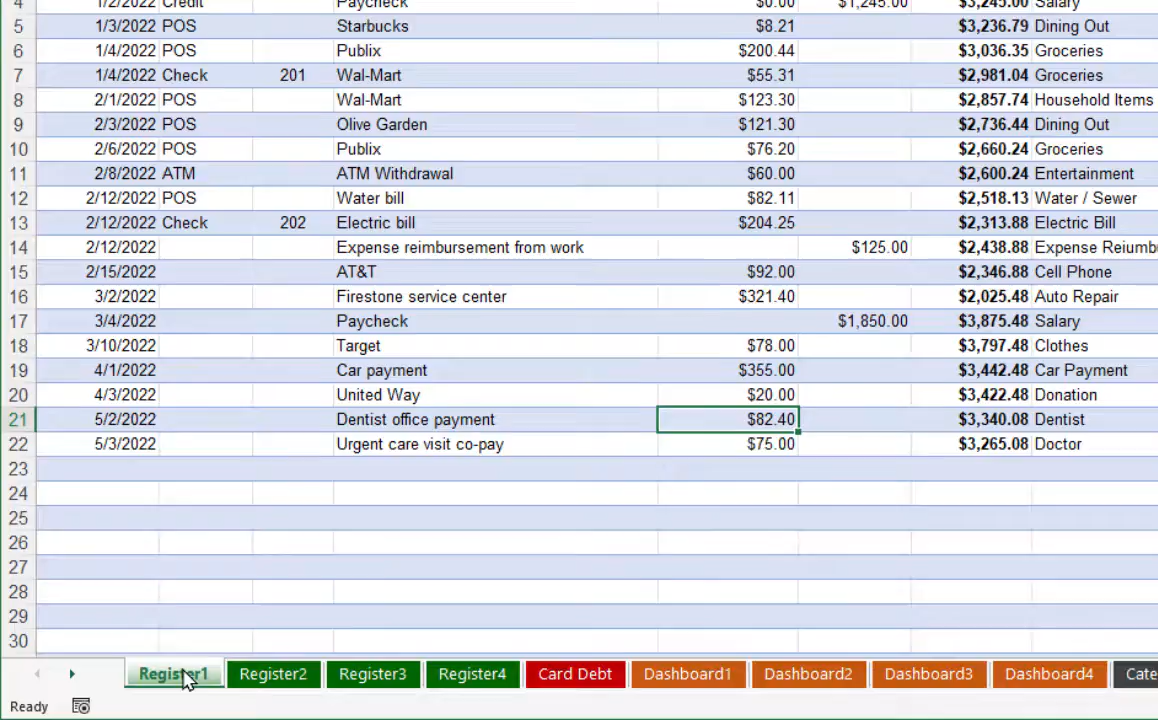 4 1/2/2022 Credit Paycheck $0.00 $1,245.00 $3,245.00 Salary
5 1/3/2022 POS Starbucks $8.21 $3,236.79 Dining Out
6 1/4/2022 POS Publix $200.44 $3,036.35 Groceries
7 1/4/2022 Check 201 Wal-Mart $55.31 $2,981.04 Groceries
8 2/1/2022 POS Wal-Mart $123.30 $2,857.74 Household Items
9 2/3/2022 POS Olive Garden $121.30 $2,736.44 Dining Out
10 2/6/2022 POS Publix $76.20 $2,660.24 Groceries
11 2/8/2022 ATM ATM Withdrawal $60.00 $2,600.24 Entertainment
12 2/12/2022 POS Water bill $82.11 $2,518.13 Water / Sewer
13 2/12/2022 Check 202 Electric bill $204.25 $2,313.88 Electric Bill
14 2/12/2022 Expense reimbursement from work $125.00 $2,438.88 Expense Reiumb
15 2/15/2022 AT&T $92.00 $2,346.88 Cell Phone
16 3/2/2022 Firestone service center $321.40 $2,025.48 Auto Repair
17 3/4/2022 Paycheck $1,850.00 $3,875.48 Salary
18 3/10/2022 Target $78.00 $3,797.48 Clothes
19 4/1/2022 Car payment $355.00 $3,442.48 Car Payment
20 4/3/2022 United Way $20.00 $3,422.48 Donation
21 5/2/2022 Dentist office payment $82.40 $3,340.08 Dentist
22 5/3/2022 Urgent care visit co-pay $75.00 $3,265.08 Doctor
23
24
25
26
27
28
29
30
Register1 Register2 Register3 Register4 Card Debt Dashboard1 Dashboard2 Dashboard3 Dashboard4 Cate
Ready